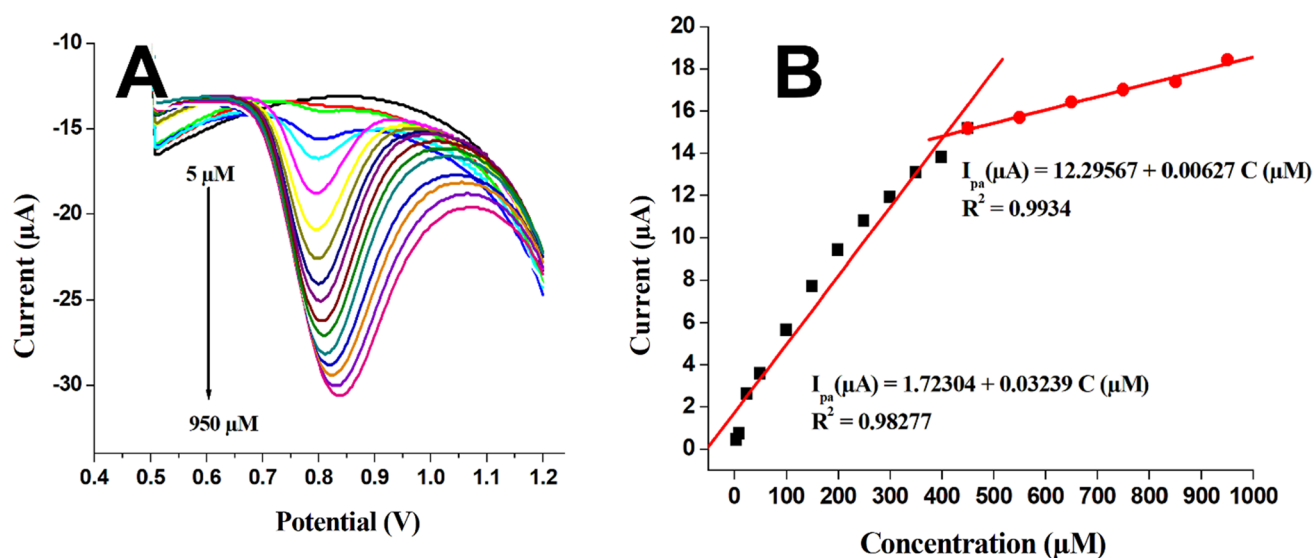 A
-10
-15
-20
-25
-30
Current (µA)
5 µM
950 µM
0.4 0.5 0.6 0.7 0.8 0.9 1.0 1.1 1.2
Potential (V)
B
20
18
16
14
12
10
8
6
4
2
0
Current (µA)
I_pa(µA) = 12.29567 + 0.00627 C (µM)
R² = 0.9934
I_pa(µA) = 1.72304 + 0.03239 C (µM)
R² = 0.98277
0 100 200 300 400 500 600 700 800 900 1000
Concentration (µM)